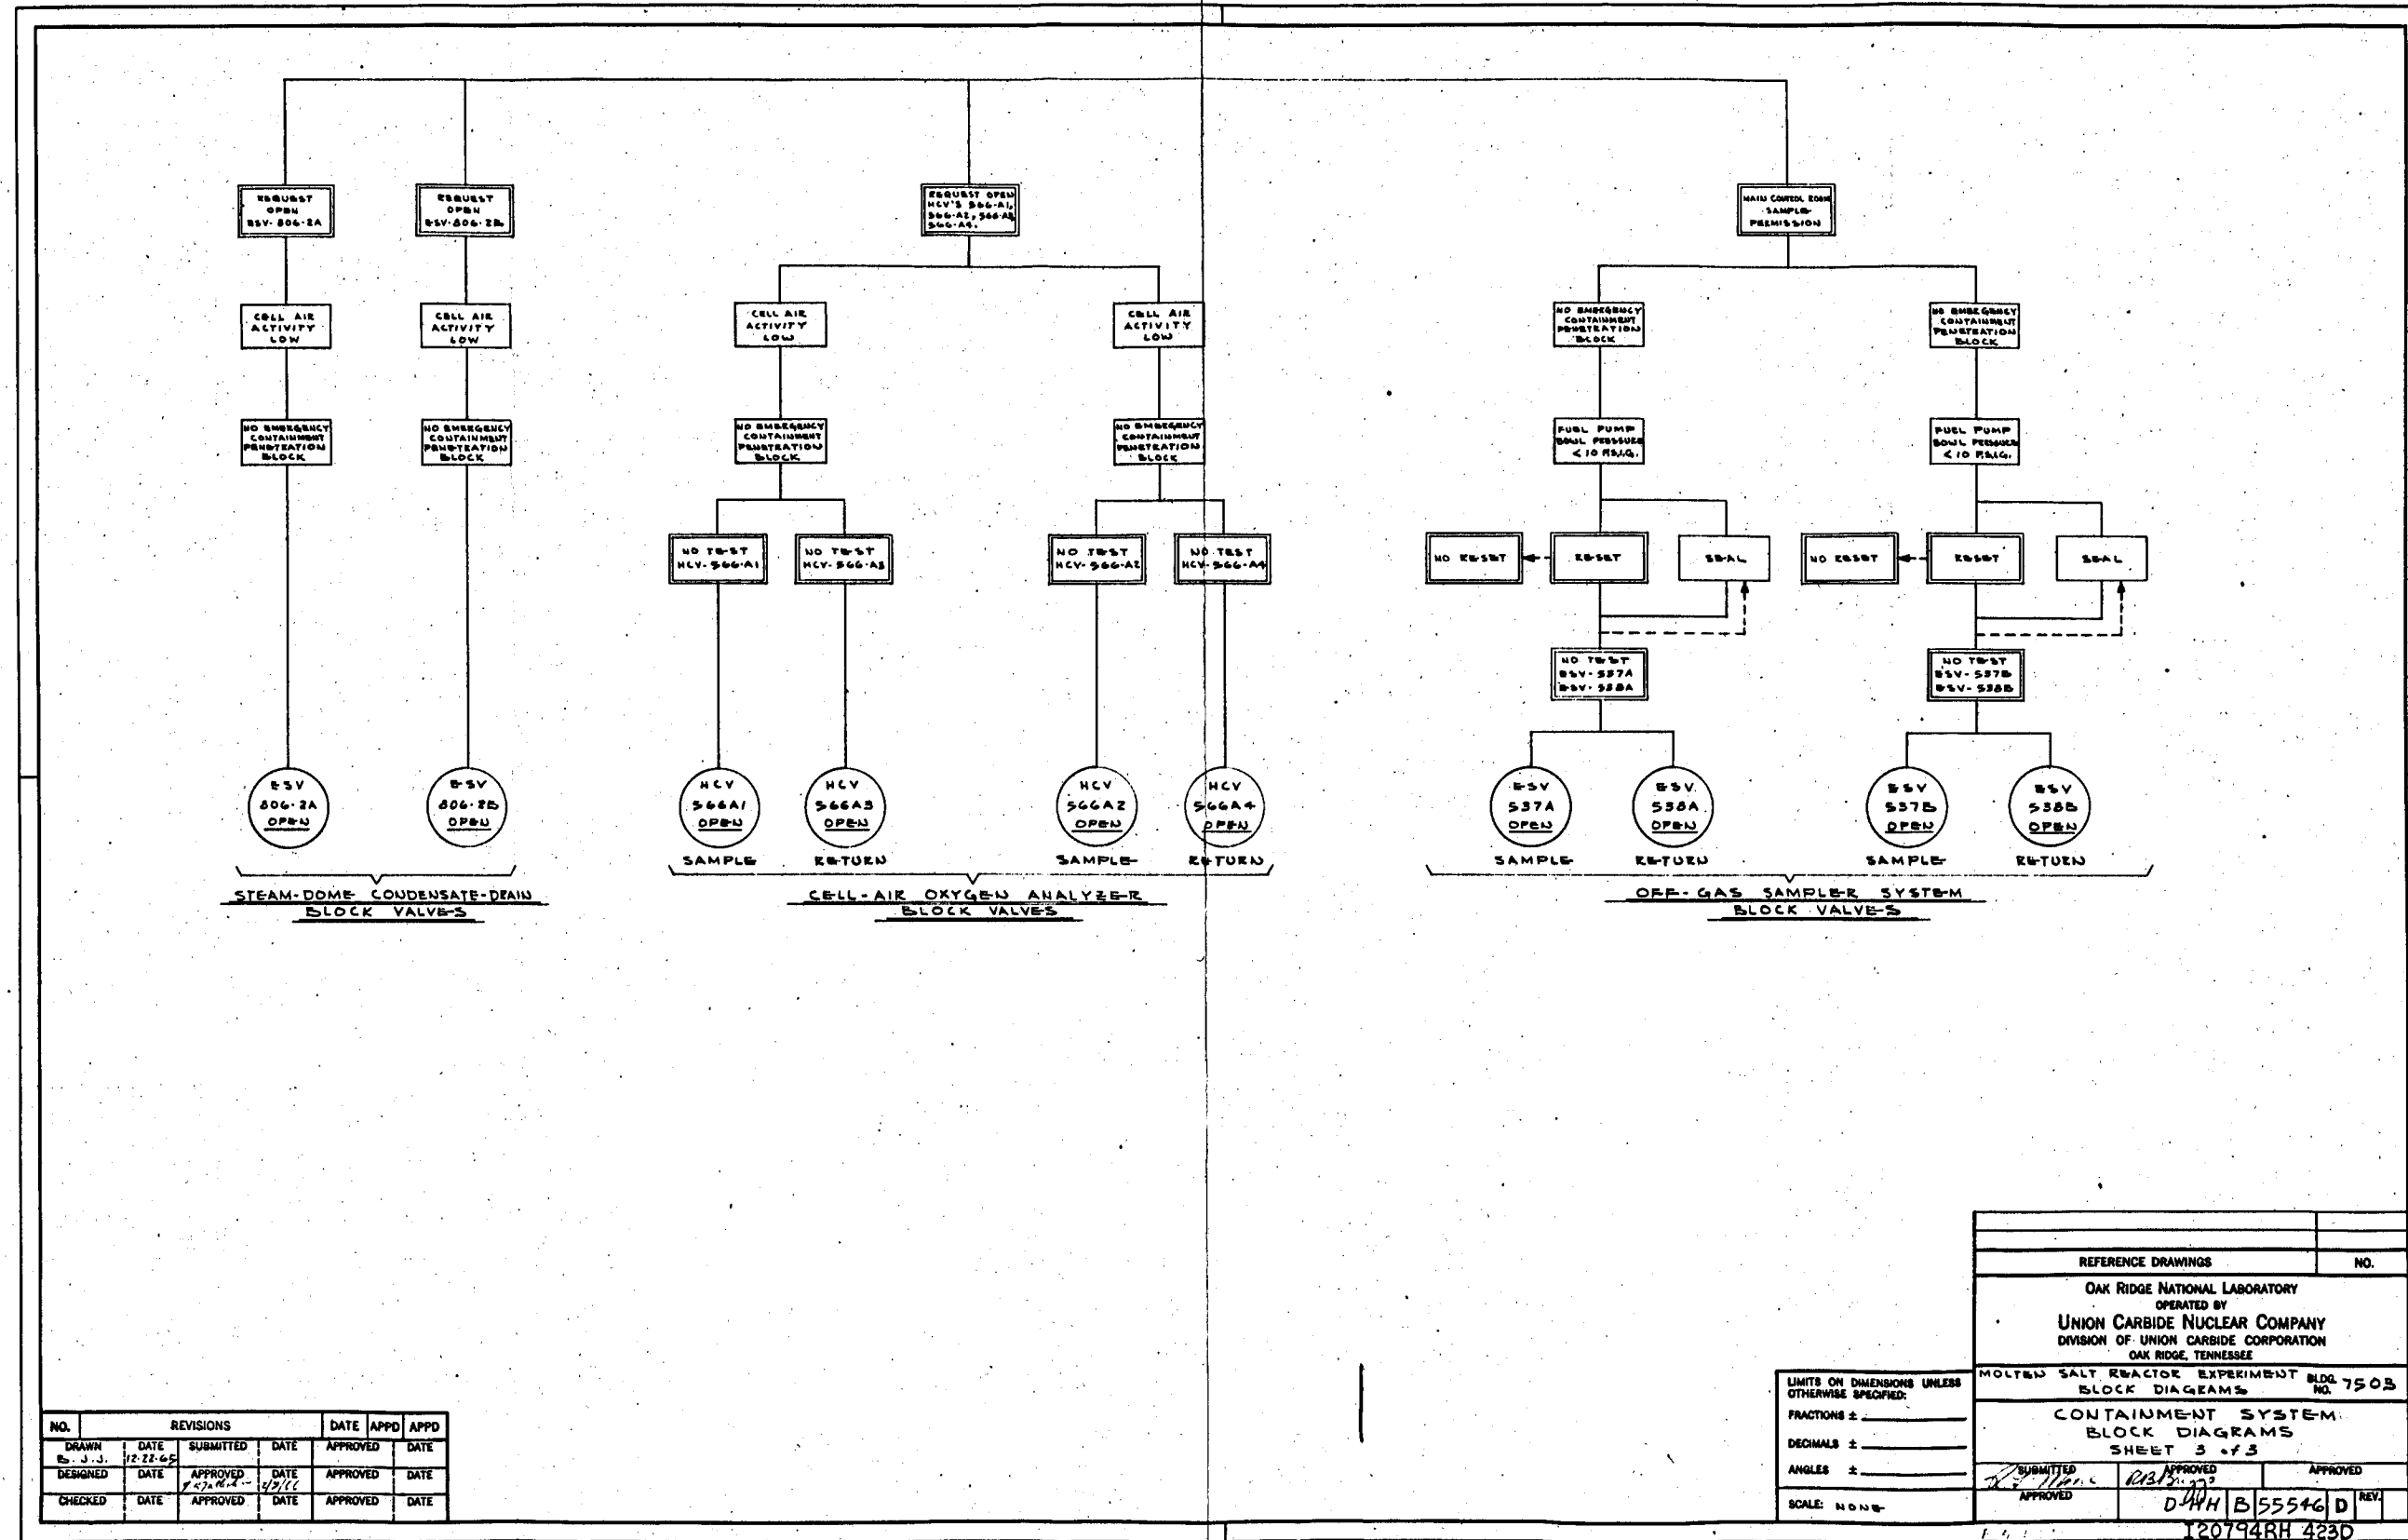 REQUEST
OPEN
ESV-806-2A
REQUEST
OPEN
ESV-806-2B
REQUEST OPEN
HCV'S 566-A1,
566-A2, 566-A3
566-A4.
MAIN CONTROL ROOM
SAMPLE
PERMISSION
CELL AIR
ACTIVITY
LOW
CELL AIR
ACTIVITY
LOW
CELL AIR
ACTIVITY
LOW
CELL AIR
ACTIVITY
LOW
NO EMERGENCY
CONTAINMENT
PENETRATION
BLOCK
NO EMERGENCY
CONTAINMENT
PENETRATION
BLOCK
NO EMERGENCY
CONTAINMENT
PENETRATION
BLOCK
NO EMERGENCY
CONTAINMENT
PENETRATION
BLOCK
NO EMERGENCY
CONTAINMENT
PENETRATION
BLOCK
NO EMERGENCY
CONTAINMENT
PENETRATION
BLOCK
FUEL PUMP
BOWL PRESSURE
<10 P.S.I.G.
FUEL PUMP
BOWL PRESSURE
<10 P.S.I.G.
NO TEST
HCV-566-A1
NO TEST
HCV-566-A3
NO TEST
HCV-566-A2
NO TEST
HCV-566-A4
NO RESET
RESET
SEAL
NO RESET
RESET
SEAL
NO TEST
ESV-537A
ESV-538A
NO TEST
ESV-537B
ESV-538B
ESV
806-2A
OPEN
ESV
806-2B
OPEN
HCV
566A1
OPEN
HCV
566A3
OPEN
HCV
566A2
OPEN
HCV
566A4
OPEN
ESV
537A
OPEN
ESV
538A
OPEN
ESV
537B
OPEN
ESV
538B
OPEN
SAMPLE
RETURN
SAMPLE
RETURN
SAMPLE
RETURN
SAMPLE
RETURN
STEAM-DOME CONDENSATE-DRAIN
BLOCK VALVES
CELL-AIR OXYGEN ANALYZER
BLOCK VALVES
OFF-GAS SAMPLER SYSTEM
BLOCK VALVES
REFERENCE DRAWINGS NO.
OAK RIDGE NATIONAL LABORATORY
OPERATED BY
UNION CARBIDE NUCLEAR COMPANY
DIVISION OF UNION CARBIDE CORPORATION
OAK RIDGE, TENNESSEE
MOLTEN SALT REACTOR EXPERIMENT
BLOCK DIAGRAMS
BLDG. NO. 7503
CONTAINMENT SYSTEM
BLOCK DIAGRAMS
SHEET 3 of 3
SUBMITTED APPROVED APPROVED
APPROVED
B 55546 D REV.
LIMITS ON DIMENSIONS UNLESS
OTHERWISE SPECIFIED:
FRACTIONS ±
DECIMALS ±
ANGLES ±
SCALE: NONE
NO. REVISIONS DATE APPD APPD
DRAWN DATE SUBMITTED DATE APPROVED DATE
B.J.J. 12-22-65
DESIGNED DATE APPROVED DATE APPROVED DATE
CHECKED DATE APPROVED DATE APPROVED DATE
I20794RH 423D